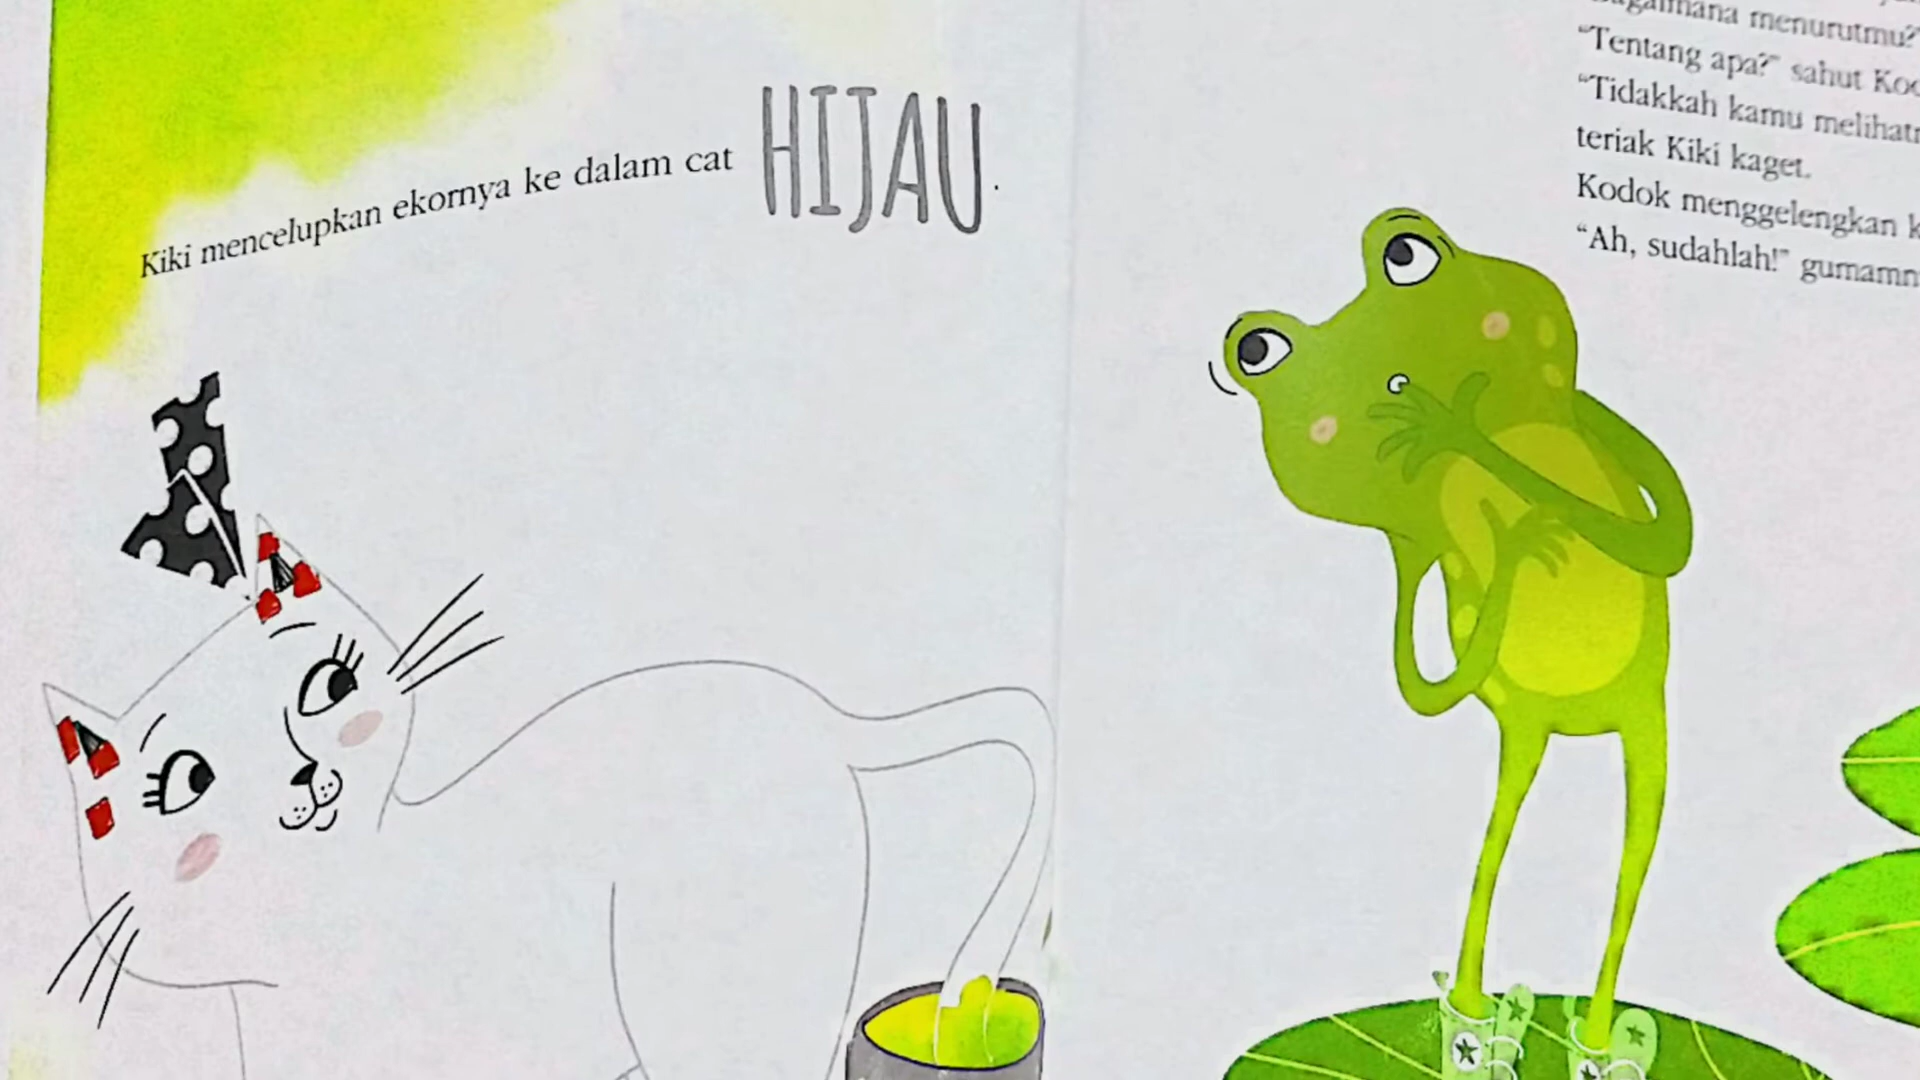 Kiki mencelupkan ekornya ke dalam cat HIJAU.
menurutmu?"
"Tentang apa?" sahut
"Tidakkah kamu
teriak Kiki kaget.
Kodok menggelengkan
"Ah, sudahlah!"